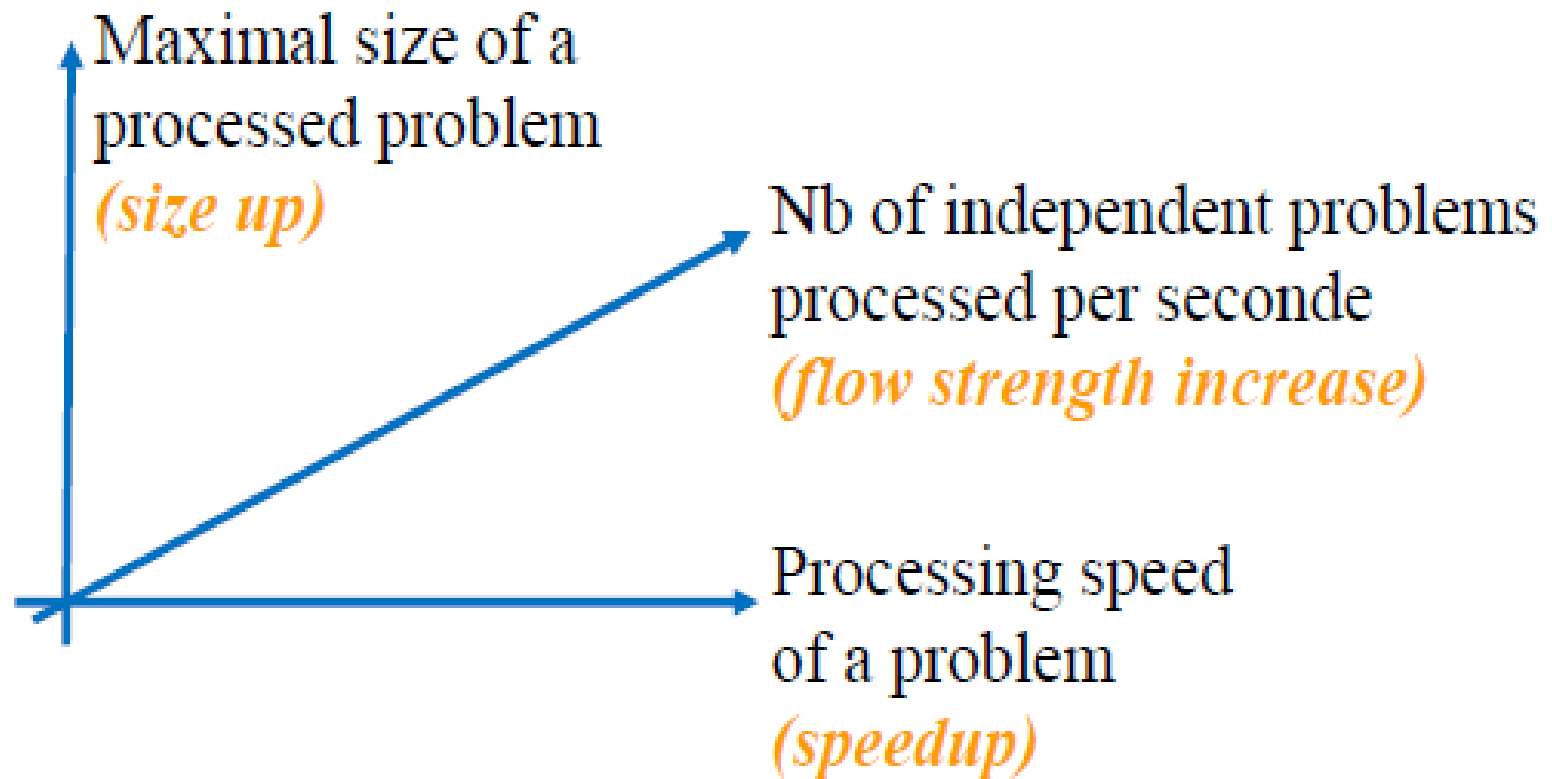 Maximal size of a
processed problem
(size up)
Nb of independent problems
processed per seconde
(flow strength increase)
Processing speed
of a problem
(speedup)